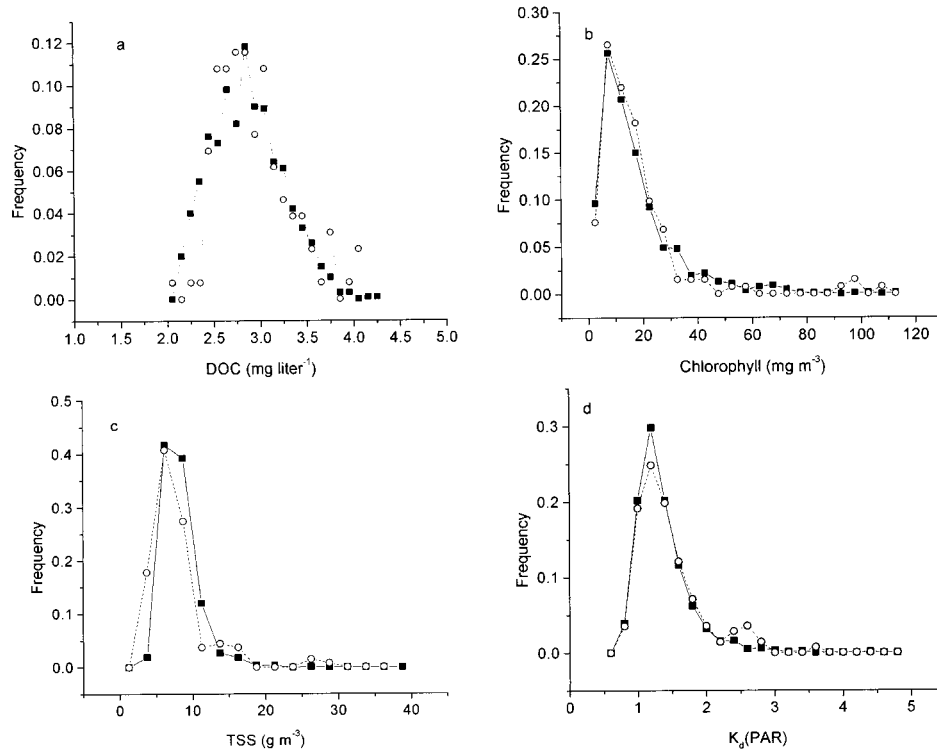 a
0.12
0.10
0.08
0.06
0.04
0.02
0.00
Frequency
1.0 1.5 2.0 2.5 3.0 3.5 4.0 4.5 5.0
DOC (mg liter⁻¹)
b
0.30
0.25
0.20
0.15
0.10
0.05
0.00
Frequency
0 20 40 60 80 100 120
Chlorophyll (mg m⁻³)
c
0.5
0.4
0.3
0.2
0.1
0.0
Frequency
0 10 20 30 40
TSS (g m⁻³)
d
0.3
0.2
0.1
0.0
Frequency
0 1 2 3 4 5
K_d(PAR)